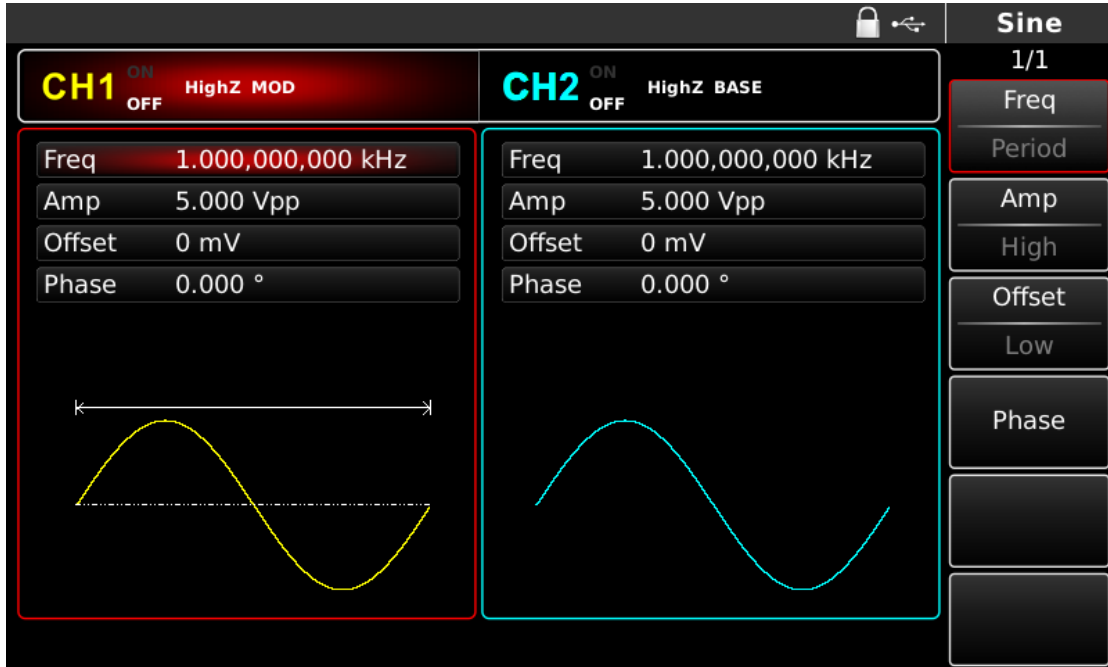 Sine
1/1
CH1 ON OFF HighZ MOD
CH2 ON OFF HighZ BASE
Freq 1.000,000,000 kHz
Amp 5.000 Vpp
Offset 0 mV
Phase 0.000 °
Freq 1.000,000,000 kHz
Amp 5.000 Vpp
Offset 0 mV
Phase 0.000 °
Freq
Period
Amp
High
Offset
Low
Phase